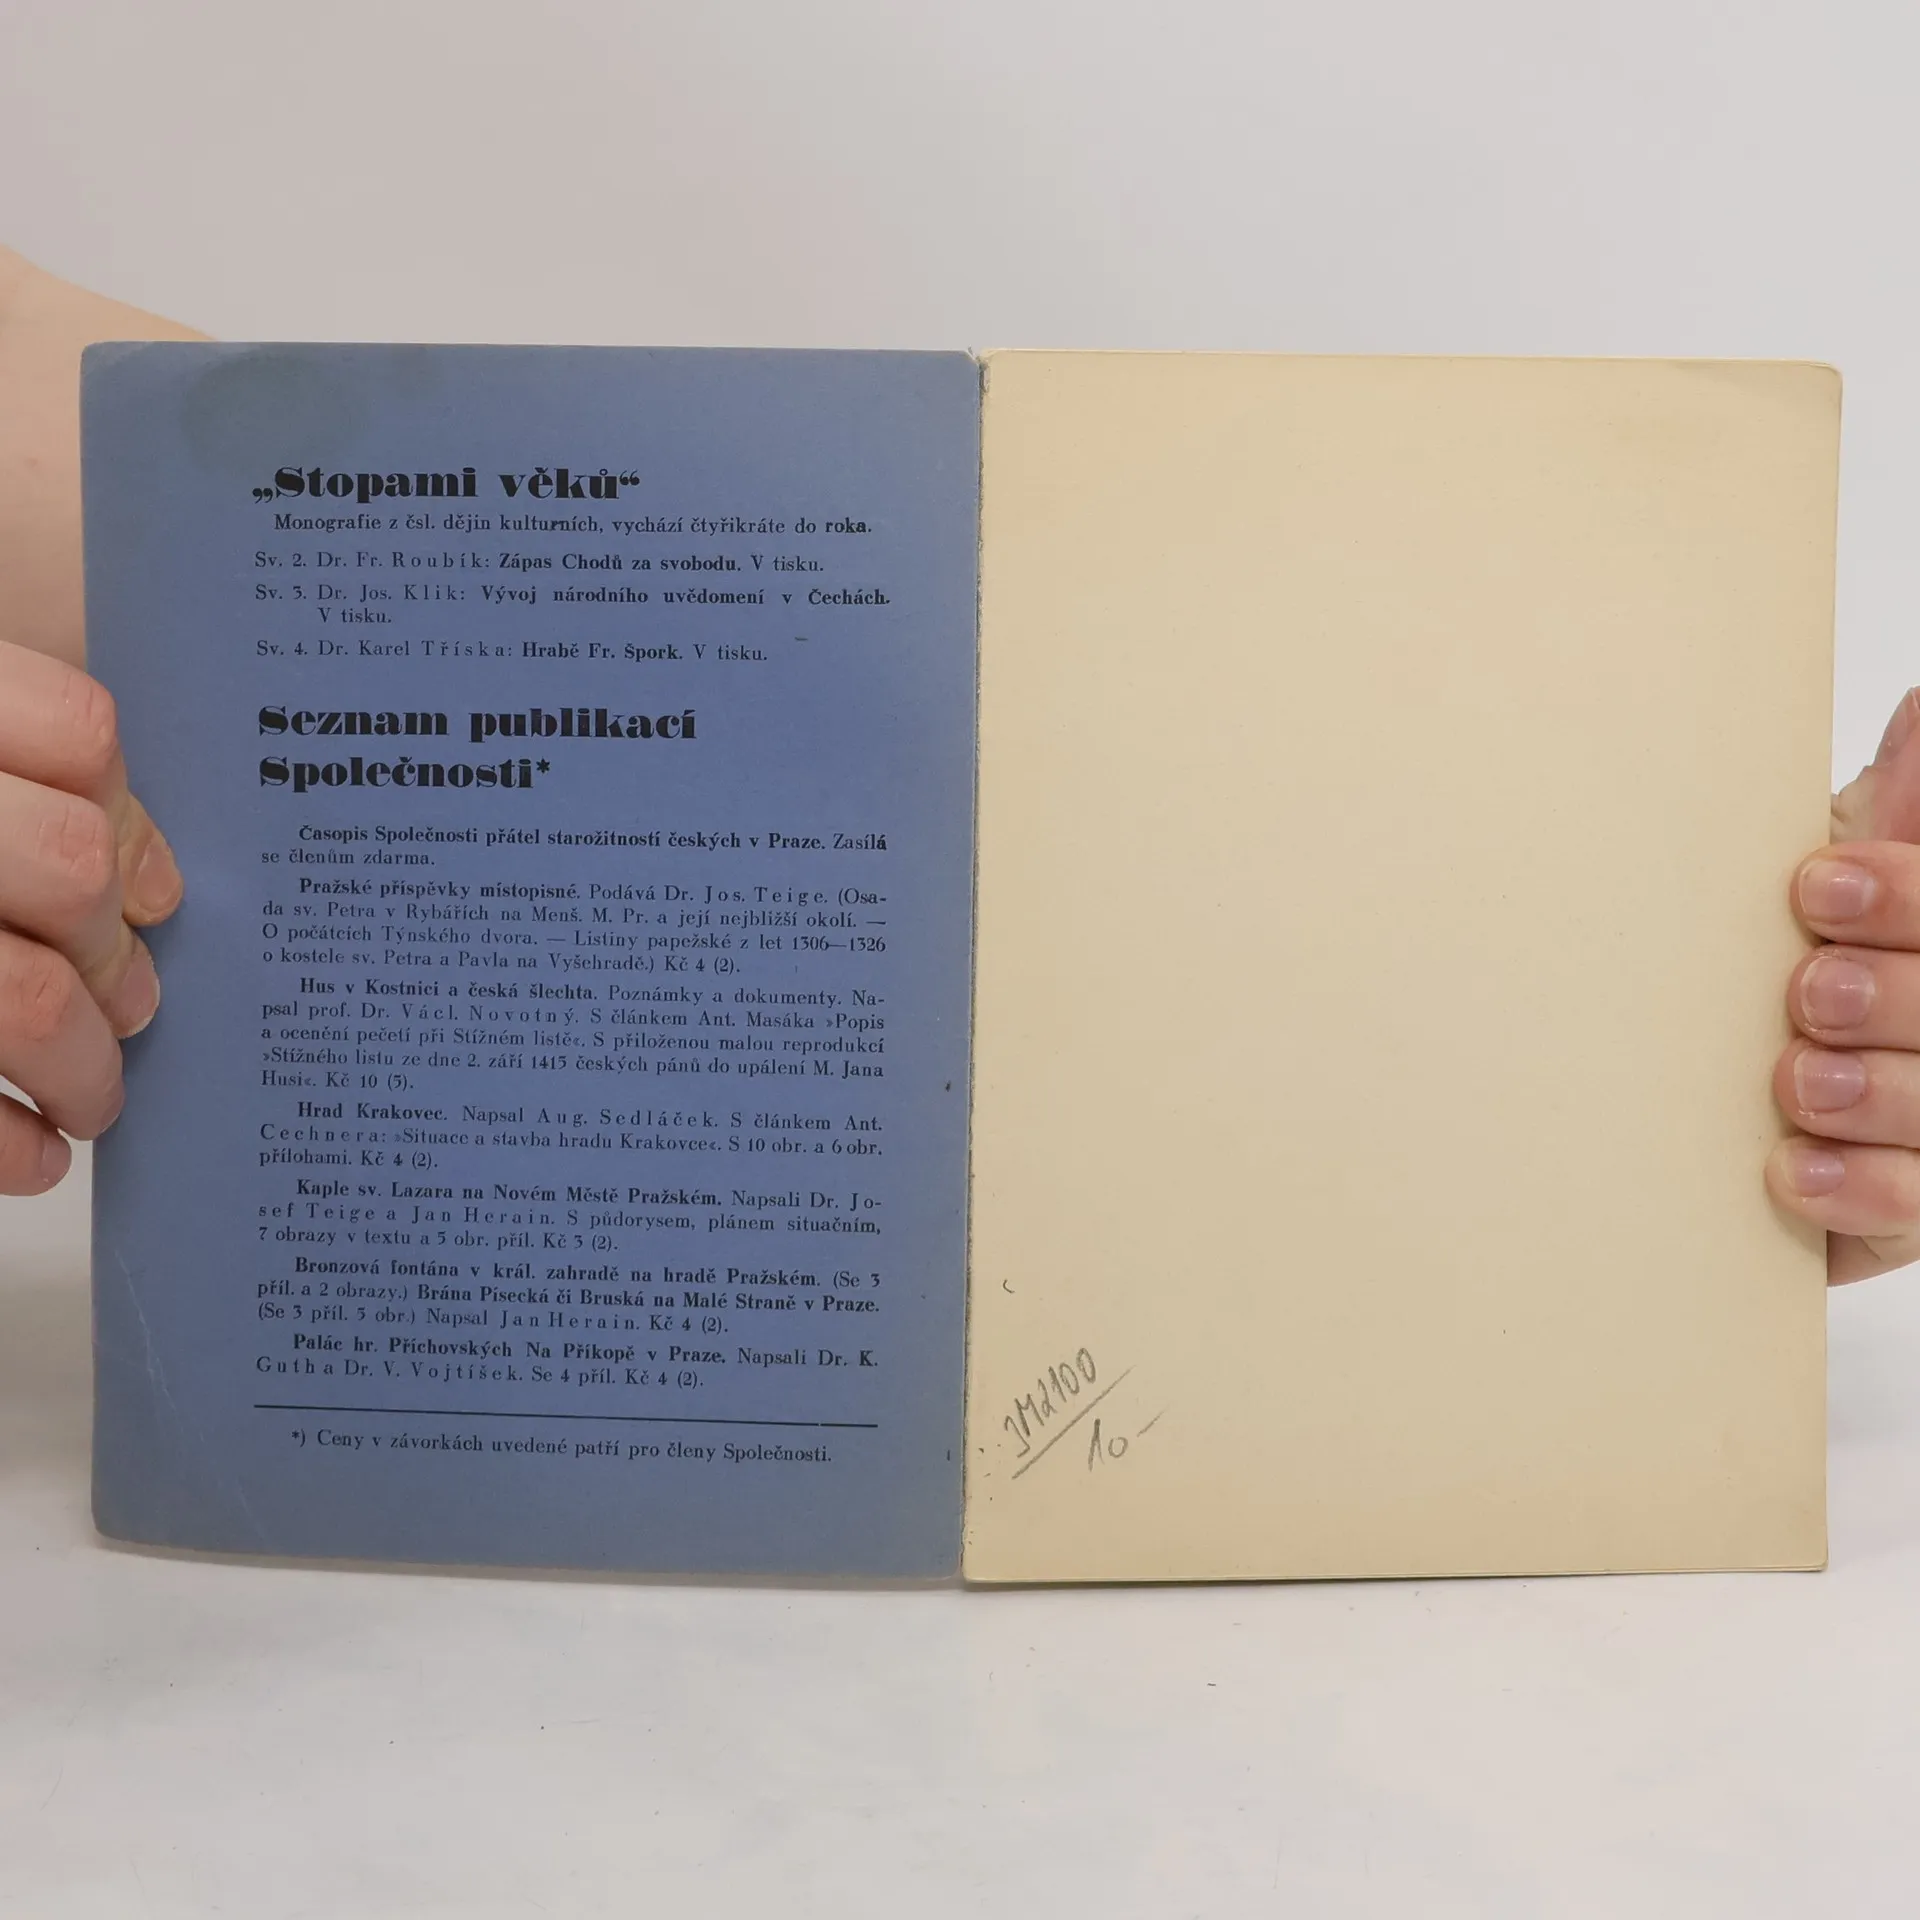 „Stopami věků“
Monografie z čsl. dějin kulturních, vychází čtyřikráte do roka.
Sv. 2. Dr. Fr. Roubík: Zápas Chodů za svobodu. V tisku.
Sv. 3. Dr. Jos. Klik: Vývoj národního uvědomení v Čechách.
V tisku.
Sv. 4. Dr. Karel Tříska: Hrabě Fr. Špork. V tisku.
Seznam publikací
Společnosti*
Časopis Společnosti přátel starožitností českých v Praze. Zasílá
se členům zdarma.
Pražské příspěvky místopisné. Podává Dr. Jos. Teige. (Osa-
da sv. Petra v Rybářích na Menš. M. Pr. a její nejbližší okolí. —
O počátcích Týnského dvora. — Listiny papežské z let 1306—1326
o kostele sv. Petra a Pavla na Vyšehradě.) Kč 4 (2).
Hus v Kostnici a česká šlechta. Poznámky a dokumenty. Na-
psal prof. Dr. Václ. Novotný. S článkem Ant. Masáka »Popis
a ocenění pečetí při Stížném listě«. S přiloženou malou reprodukcí
»Stížného listu ze dne 2. září 1415 českých pánů do upálení M. Jana
Husi«. Kč 10 (5).
Hrad Krakovec. Napsal Aug. Sedláček. S článkem Ant.
Cechnera: »Situace a stavba hradu Krakovce«. S 10 obr. a 6 obr.
přílohami. Kč 4 (2).
Kaple sv. Lazara na Novém Městě Pražském. Napsali Dr. Jo-
sef Teige a Jan Herain. S půdorysem, plánem situačním,
7 obrazy v textu a 5 obr. příl. Kč 3 (2).
Bronzová fontána v král. zahradě na hradě Pražském. (Se 3
příl. a 2 obrazy.) Brána Písecká či Bruská na Malé Straně v Praze.
(Se 3 příl. 5 obr.) Napsal Jan Herain. Kč 4 (2).
Palác hr. Příchovských Na Příkopě v Praze. Napsali Dr. K.
Guth a Dr. V. Vojtíšek. Se 4 příl. Kč 4 (2).
*) Ceny v závorkách uvedené patří pro členy Společnosti.
10-